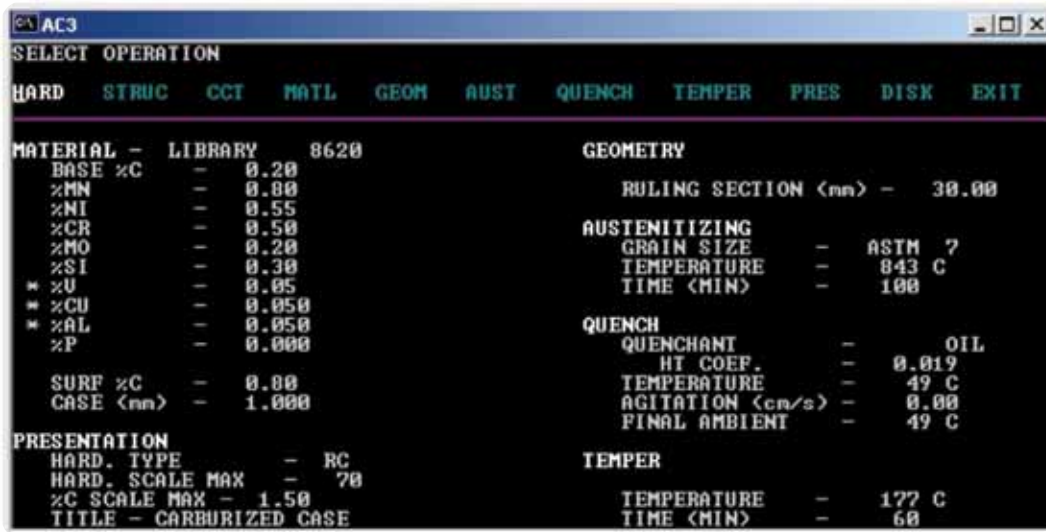 AC3
SELECT OPERATION
HARD STRUC CCT MATL GEOM AUST QUENCH TEMPER PRES DISK EXIT
MATERIAL - LIBRARY 8620
BASE %C - 0.20
%MN - 0.80
%NI - 0.55
%CR - 0.50
%MO - 0.20
%SI - 0.30
* %V - 0.05
* %CU - 0.050
* %AL - 0.050
%P - 0.000
SURF %C - 0.80
CASE (mm) - 1.000
PRESENTATION
HARD. TYPE - RC
HARD. SCALE MAX - 70
%C SCALE MAX - 1.50
TITLE - CARBURIZED CASE
GEOMETRY
RULING SECTION (mm) - 30.00
AUSTENITIZING
GRAIN SIZE - ASTM 7
TEMPERATURE - 843 C
TIME (MIN) - 100
QUENCH
QUENCHANT - OIL
HT COEF. - 0.019
TEMPERATURE - 49 C
AGITATION (cm/s) - 0.00
FINAL AMBIENT - 49 C
TEMPER
TEMPERATURE - 177 C
TIME (MIN) - 60